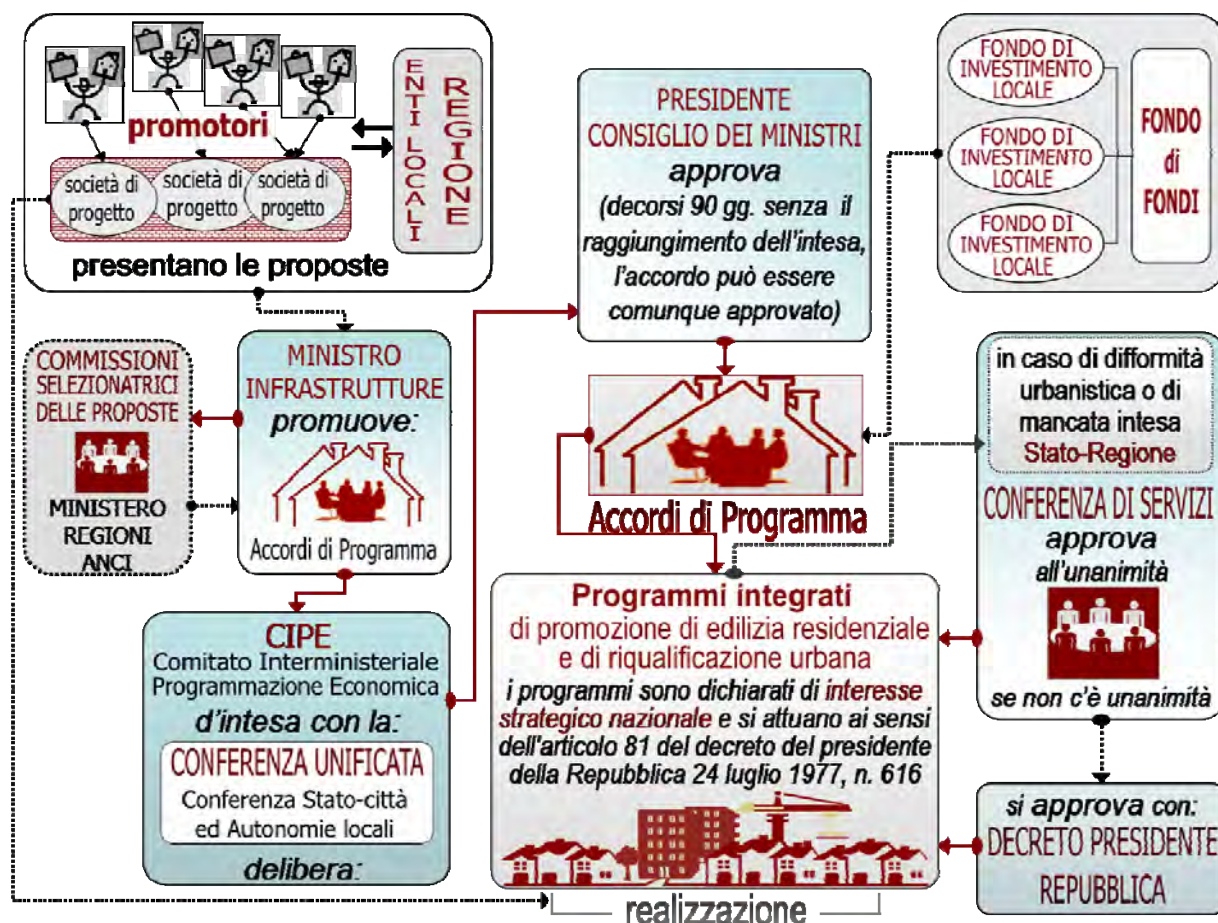 promotori
società di
progetto
società di
progetto
società di
progetto
ENTI LOCALI
REGIONE
presentano le proposte
PRESIDENTE
CONSIGLIO DEI MINISTRI
approva
(decorsi 90 gg. senza il
raggiungimento dell'intesa,
l'accordo può essere
comunque approvato)
FONDO DI
INVESTIMENTO
LOCALE
FONDO DI
INVESTIMENTO
LOCALE
FONDO DI
INVESTIMENTO
LOCALE
FONDO
di
FONDI
COMMISSIONI
SELEZIONATRICI
DELLE PROPOSTE
MINISTERO
REGIONI
ANCI
MINISTRO
INFRASTRUTTURE
promuove:
Accordi di Programma
Accordi di Programma
in caso di difformità
urbanistica o di
mancata intesa
Stato-Regione
CONFERENZA DI SERVIZI
approva
all'unanimità
se non c'è unanimità
CIPE
Comitato Interministeriale
Programmazione Economica
d'intesa con la:
CONFERENZA UNIFICATA
Conferenza Stato-città
ed Autonomie locali
delibera:
Programmi integrati
di promozione di edilizia residenziale
e di riqualificazione urbana
i programmi sono dichiarati di interesse
strategico nazionale e si attuano ai sensi
dell'articolo 81 del decreto del presidente
della Repubblica 24 luglio 1977, n. 616
realizzazione
si approva con:
DECRETO PRESIDENTE
REPUBBLICA